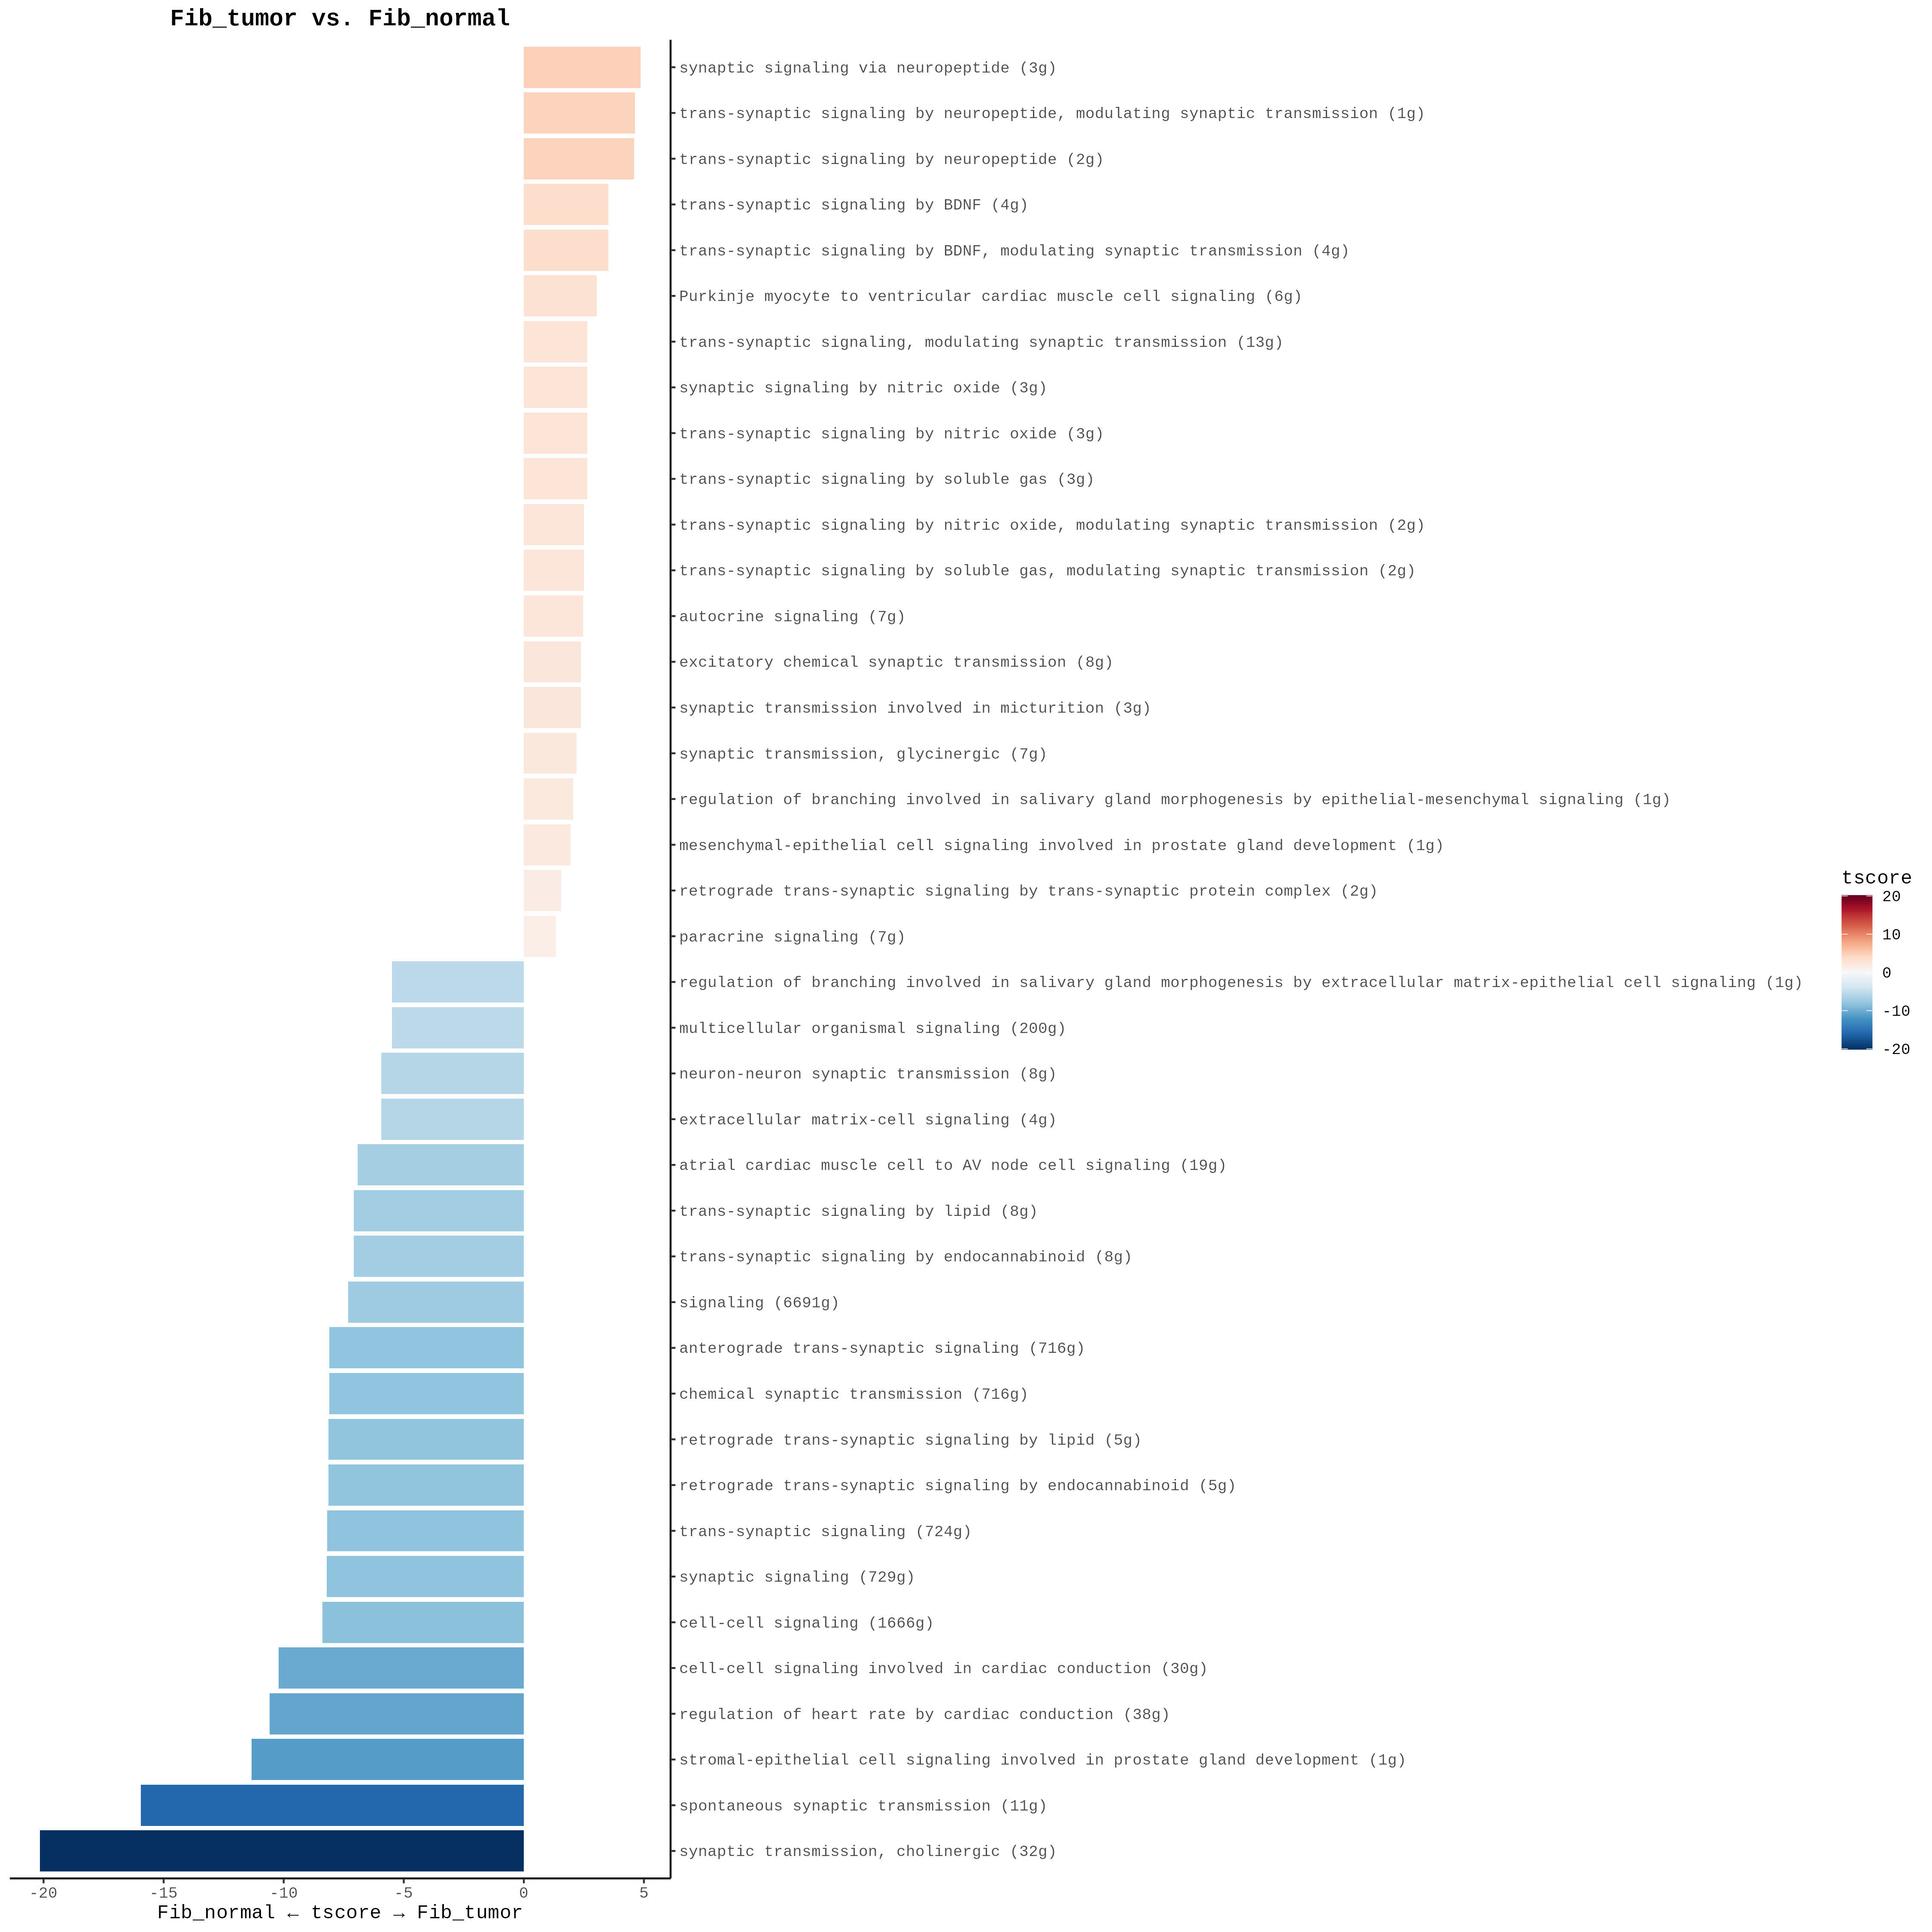 Fib_tumor vs. Fib_normal
synaptic signaling via neuropeptide (3g)
trans-synaptic signaling by neuropeptide, modulating synaptic transmission (1g)
trans-synaptic signaling by neuropeptide (2g)
trans-synaptic signaling by BDNF (4g)
trans-synaptic signaling by BDNF, modulating synaptic transmission (4g)
Purkinje myocyte to ventricular cardiac muscle cell signaling (6g)
trans-synaptic signaling, modulating synaptic transmission (13g)
synaptic signaling by nitric oxide (3g)
trans-synaptic signaling by nitric oxide (3g)
trans-synaptic signaling by soluble gas (3g)
trans-synaptic signaling by nitric oxide, modulating synaptic transmission (2g)
trans-synaptic signaling by soluble gas, modulating synaptic transmission (2g)
autocrine signaling (7g)
excitatory chemical synaptic transmission (8g)
synaptic transmission involved in micturition (3g)
synaptic transmission, glycinergic (7g)
regulation of branching involved in salivary gland morphogenesis by epithelial-mesenchymal signaling (1g)
mesenchymal-epithelial cell signaling involved in prostate gland development (1g)
retrograde trans-synaptic signaling by trans-synaptic protein complex (2g)
paracrine signaling (7g)
regulation of branching involved in salivary gland morphogenesis by extracellular matrix-epithelial cell signaling (1g)
multicellular organismal signaling (200g)
neuron-neuron synaptic transmission (8g)
extracellular matrix-cell signaling (4g)
atrial cardiac muscle cell to AV node cell signaling (19g)
trans-synaptic signaling by lipid (8g)
trans-synaptic signaling by endocannabinoid (8g)
signaling (6691g)
anterograde trans-synaptic signaling (716g)
chemical synaptic transmission (716g)
retrograde trans-synaptic signaling by lipid (5g)
retrograde trans-synaptic signaling by endocannabinoid (5g)
trans-synaptic signaling (724g)
synaptic signaling (729g)
cell-cell signaling (1666g)
cell-cell signaling involved in cardiac conduction (30g)
regulation of heart rate by cardiac conduction (38g)
stromal-epithelial cell signaling involved in prostate gland development (1g)
spontaneous synaptic transmission (11g)
synaptic transmission, cholinergic (32g)
-20 -15 -10 -5 0 5
Fib_normal ← tscore → Fib_tumor
tscore
20
10
0
-10
-20